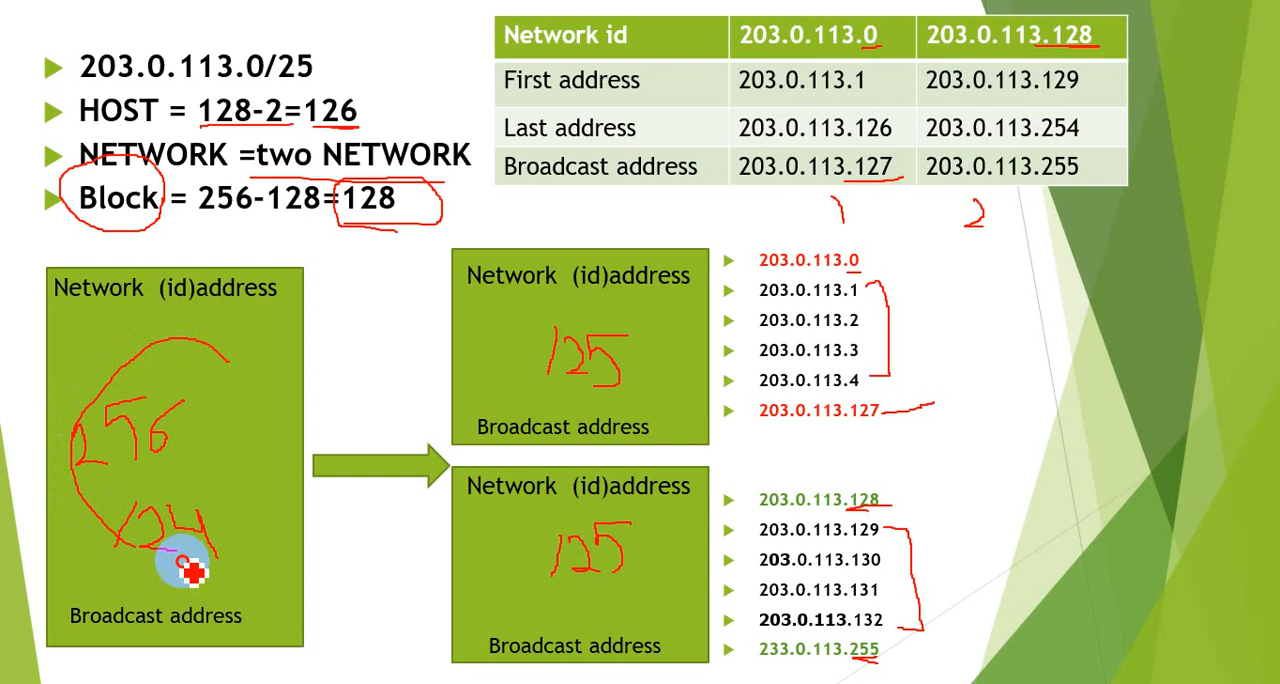 203.0.113.0/25
HOST = 128-2=126
NETWORK =two NETWORK
Block = 256-128=128
Network id 203.0.113.0 203.0.113.128
First address 203.0.113.1 203.0.113.129
Last address 203.0.113.126 203.0.113.254
Broadcast address 203.0.113.127 203.0.113.255
1 2
Network (id)address
256
124
Broadcast address
Network (id)address
125
Broadcast address
203.0.113.0
203.0.113.1
203.0.113.2
203.0.113.3
203.0.113.4
203.0.113.127
Network (id)address
125
Broadcast address
203.0.113.128
203.0.113.129
203.0.113.130
203.0.113.131
203.0.113.132
233.0.113.255